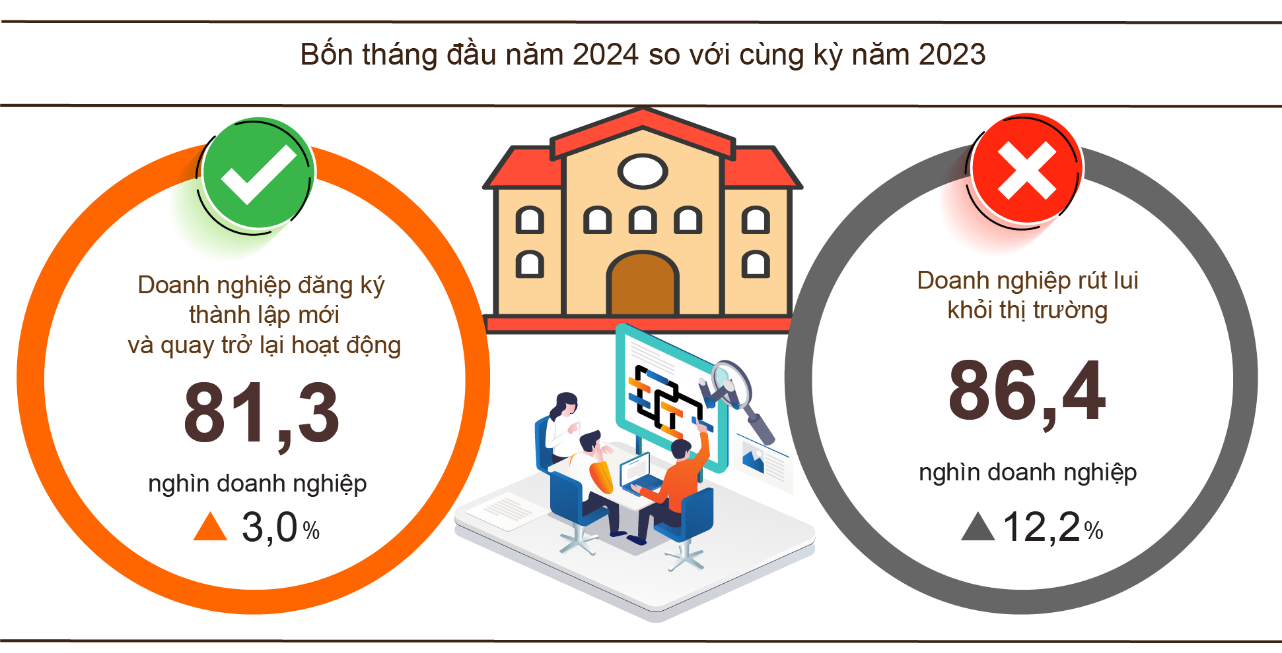 Bốn tháng đầu năm 2024 so với cùng kỳ năm 2023
Doanh nghiệp đăng ký
thành lập mới
và quay trở lại hoạt động
81,3
nghìn doanh nghiệp
▲ 3,0%
Doanh nghiệp rút lui
khỏi thị trường
86,4
nghìn doanh nghiệp
▲ 12,2%